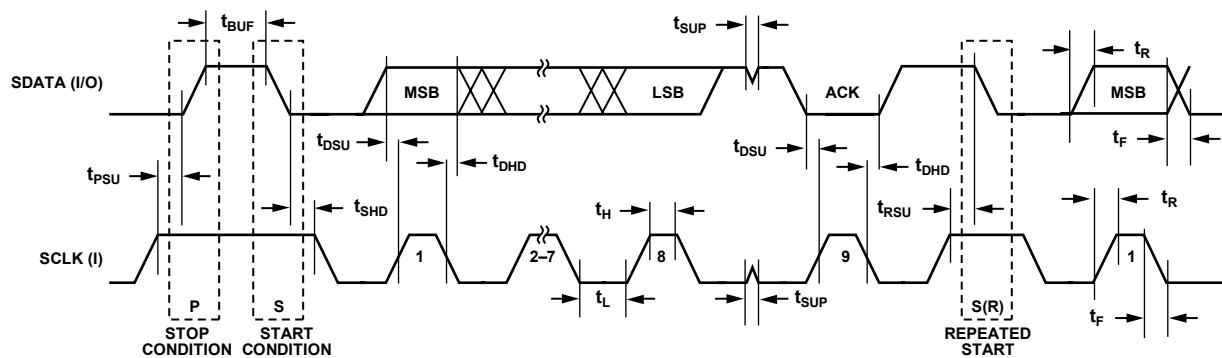 tBUF
tSUP
tR
SDATA (I/O)
MSB
LSB
ACK
MSB
tDSU
tDHD
tDSU
tDHD
tF
tPSU
tSHD
tH
tRSU
tR
SCLK (I)
1
2–7
8
9
1
P
S
tL
tSUP
S(R)
tF
STOP
CONDITION
START
CONDITION
REPEATED
START